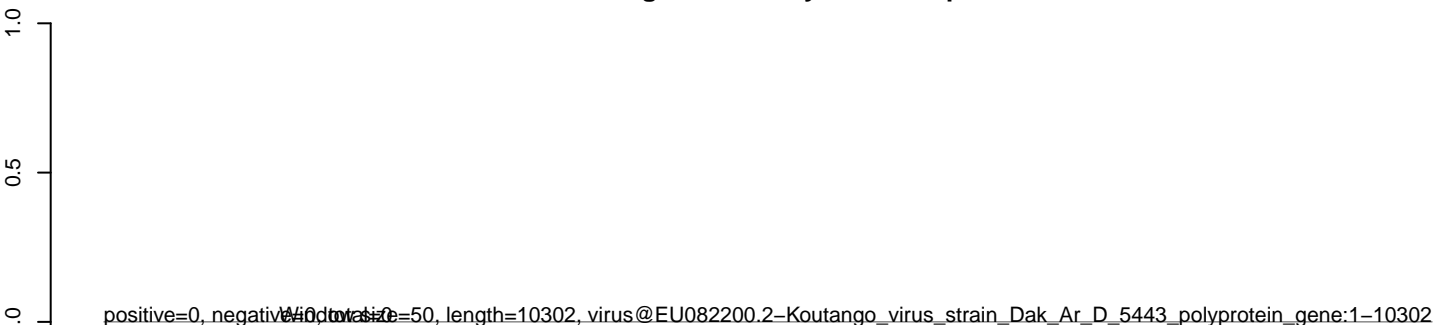 1.0
0.5
.0
positive=0, negative=0, total=0
Window size=50, length=10302, virus@EU082200.2−Koutango_virus_strain_Dak_Ar_D_5443_polyprotein_gene:1−10302